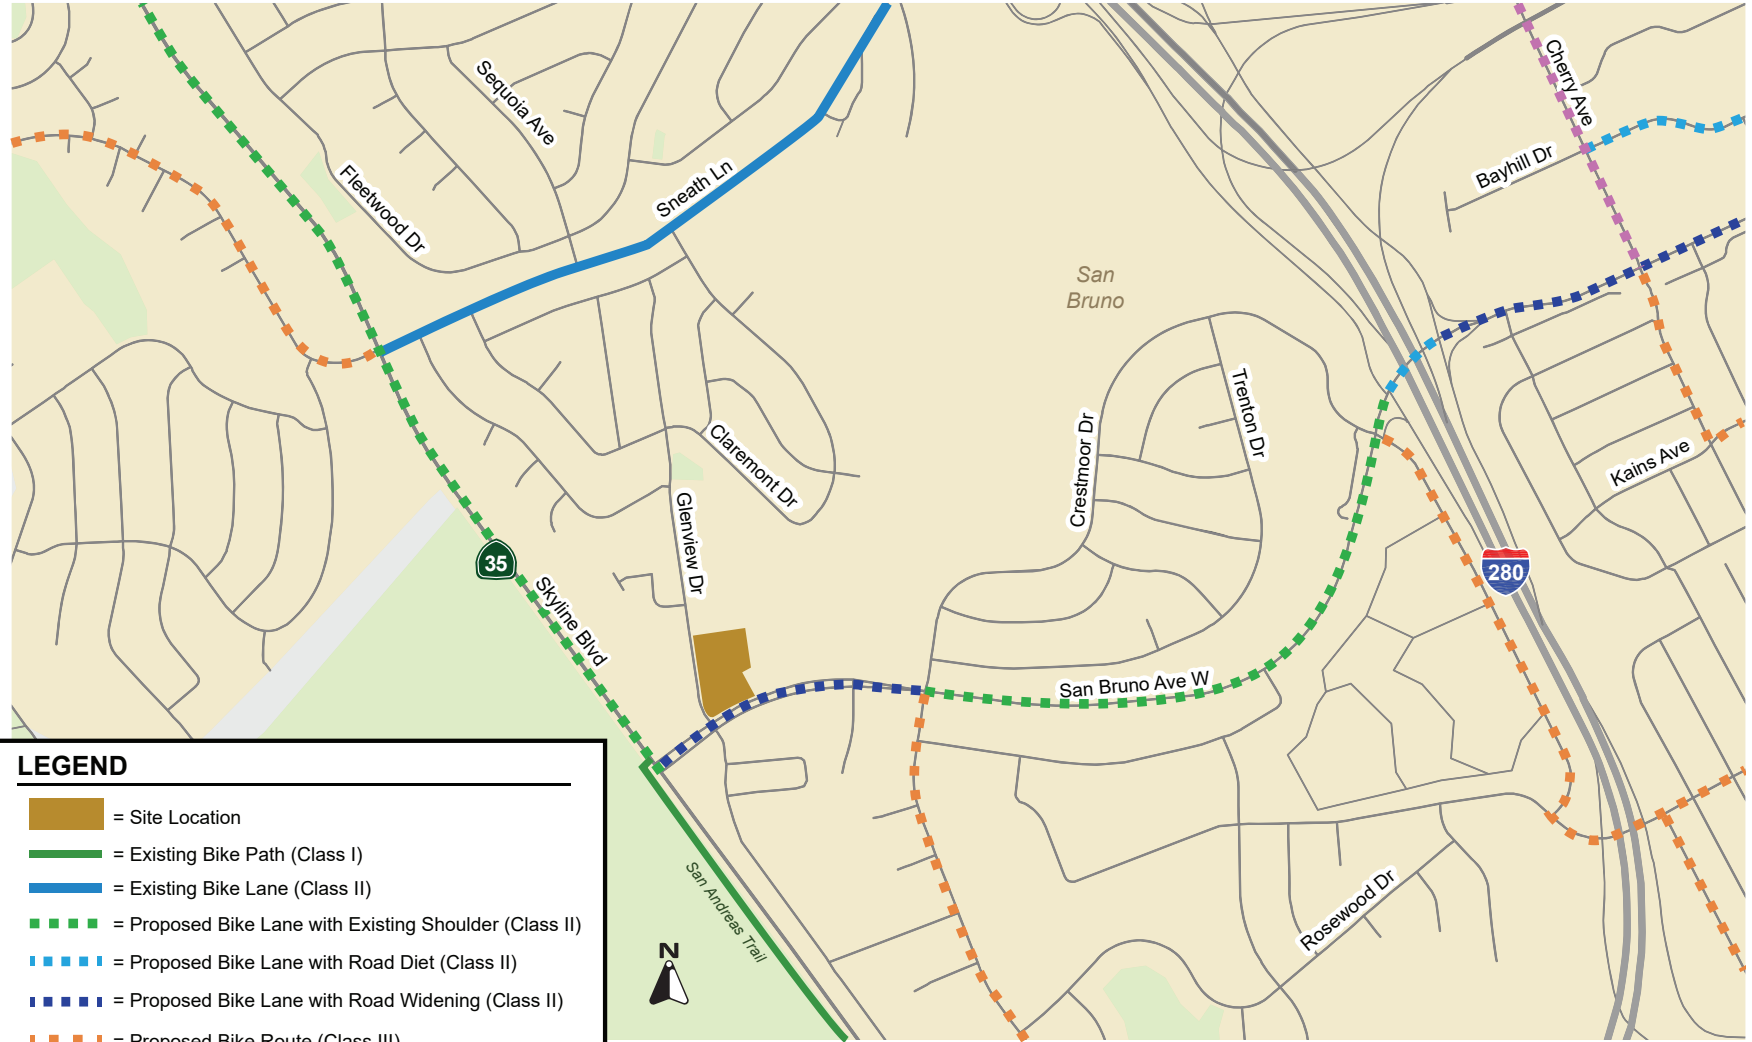 Cherry Ave
Sequoia Ave
Bayhill Dr
Fleetwood Dr
Sneath Ln
San
Bruno
Trenton Dr
Crestmoor Dr
Claremont Dr
Kains Ave
Glenview Dr
35
280
Skyline Blvd
San Bruno Ave W
LEGEND
= Site Location
= Existing Bike Path (Class I)
= Existing Bike Lane (Class II)
= Proposed Bike Lane with Existing Shoulder (Class II)
= Proposed Bike Lane with Road Diet (Class II)
= Proposed Bike Lane with Road Widening (Class II)
= Proposed Bike Route (Class III)
San Andreas Trail
Rosewood Dr
N